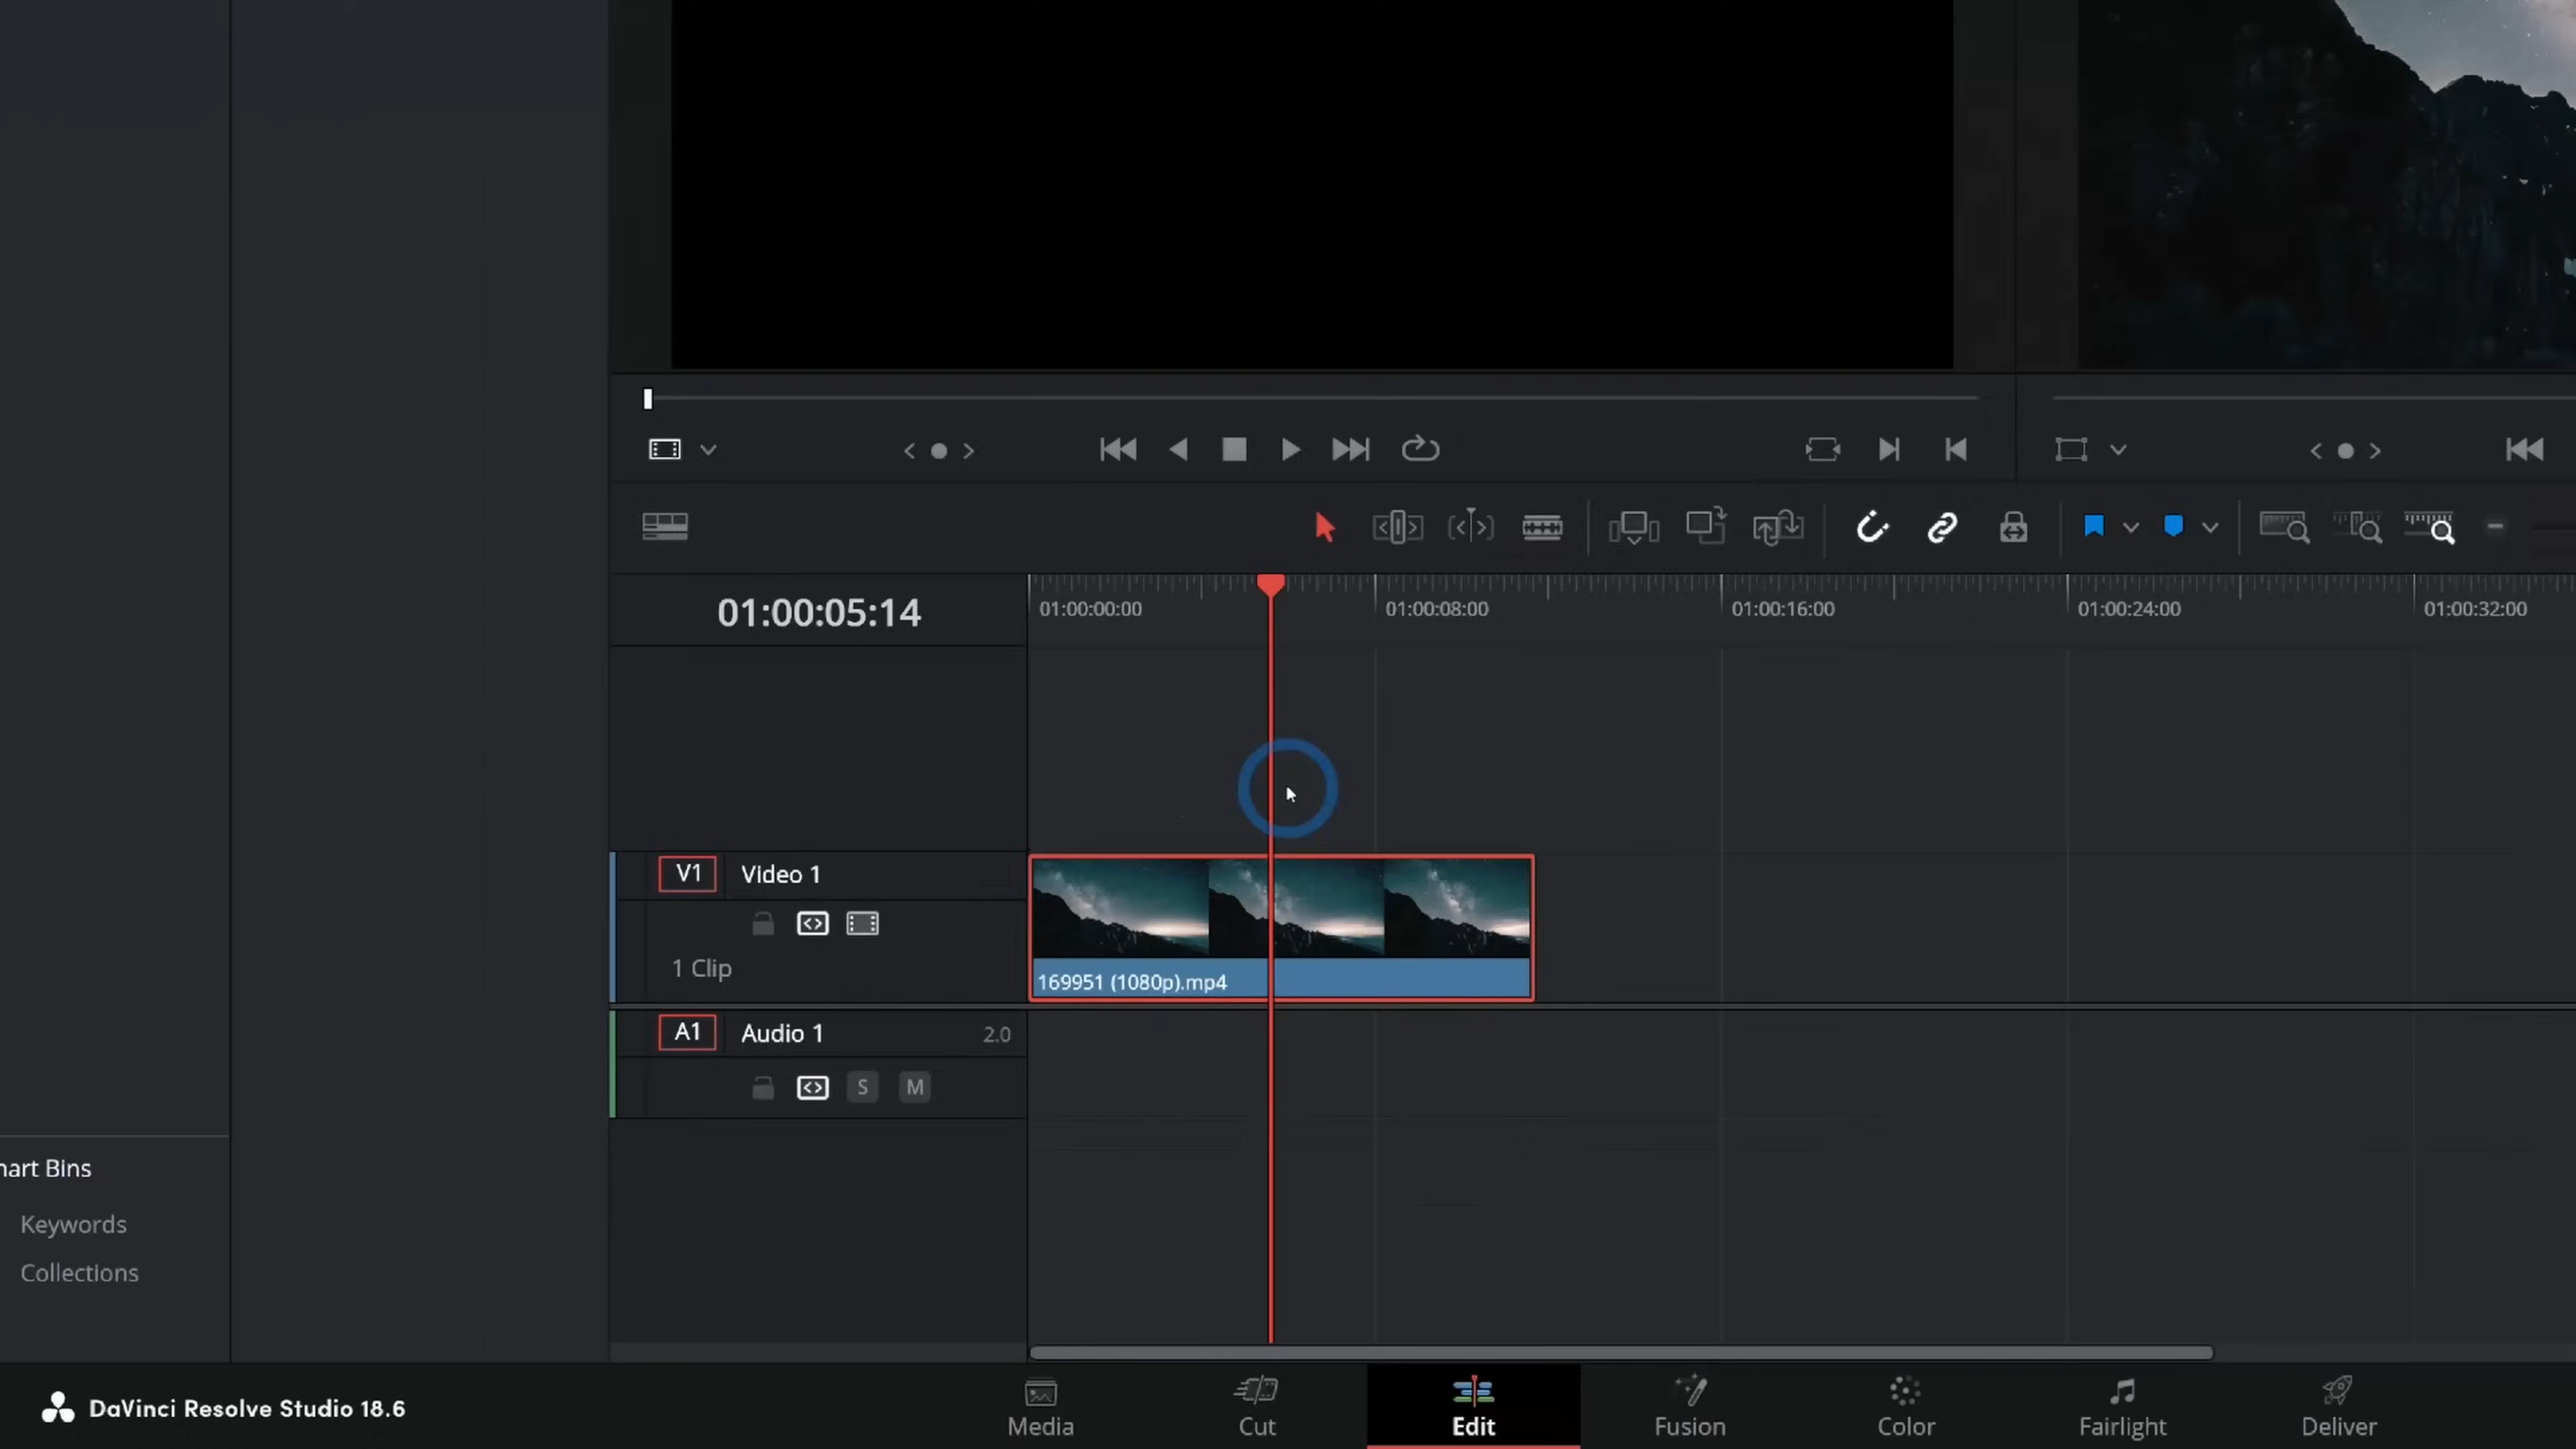 01:00:05:14
01:00:00:00
01:00:08:00
01:00:16:00
01:00:24:00
01:00:32:00
V1
Video 1
1 Clip
169951 (1080p).mp4
A1
Audio 1
2.0
S
M
Bins
Keywords
Collections
DaVinci Resolve Studio 18.6
Media
Cut
Edit
Fusion
Color
Fairlight
Deliver